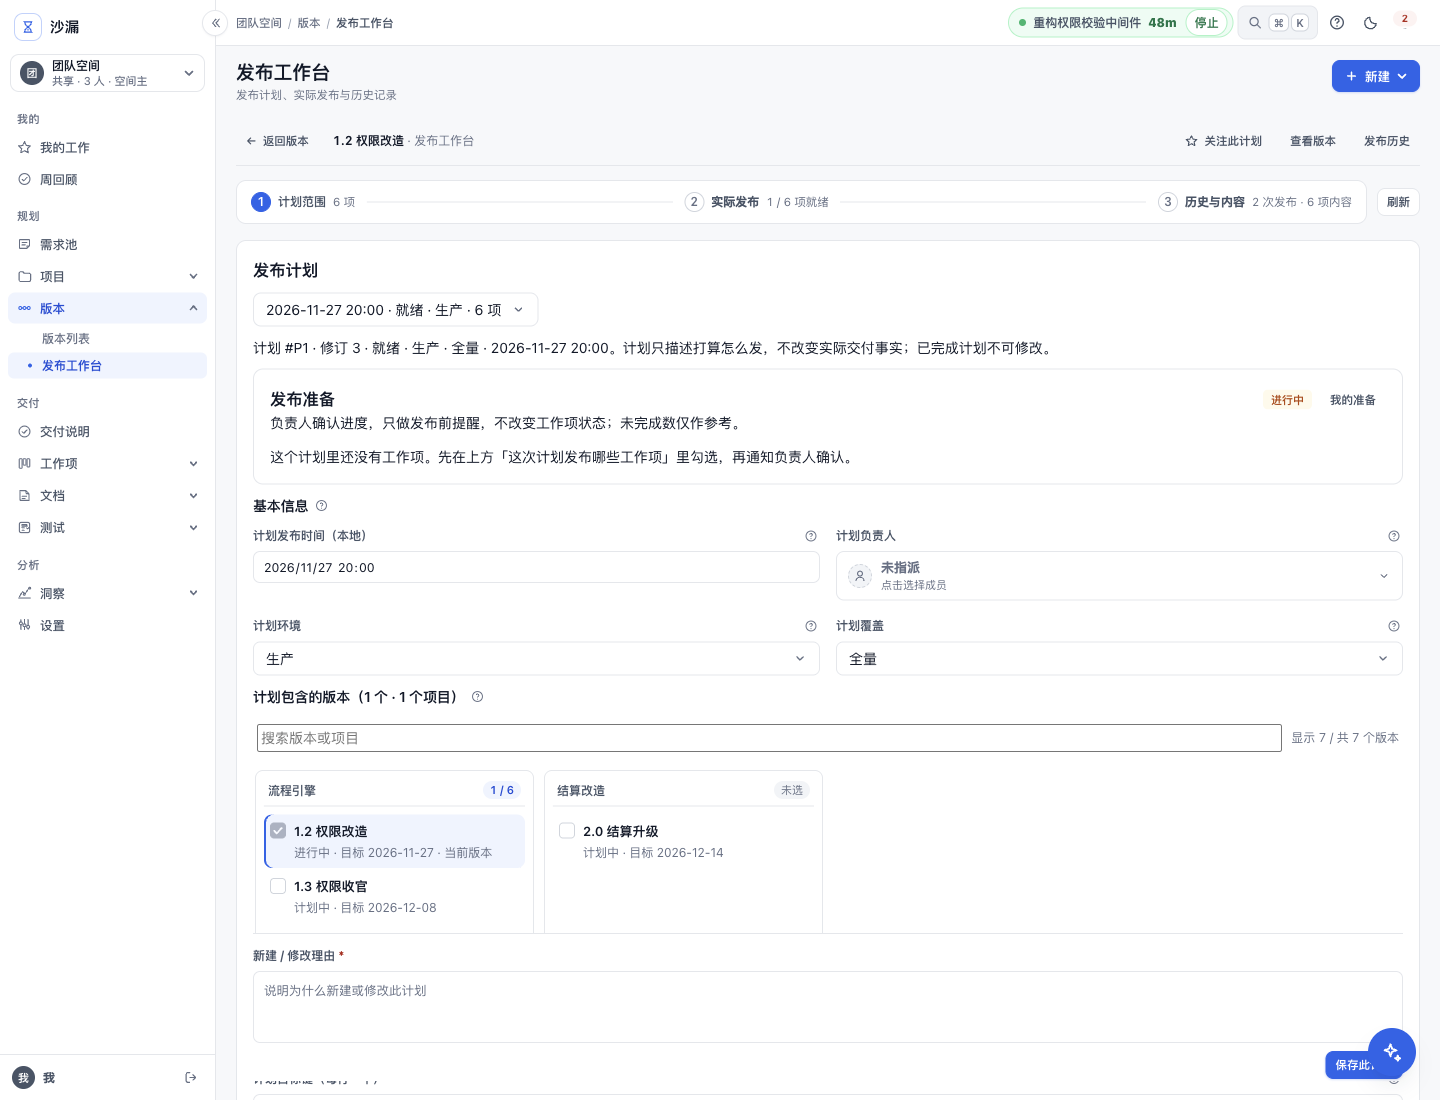 沙漏
团
团队空间
共享 · 3 人 · 空间主
我的
我的工作
周回顾
规划
需求池
项目
版本
版本列表
发布工作台
交付
交付说明
工作项
文档
测试
分析
洞察
设置
我
我
团队空间 / 版本 / 发布工作台
重构权限校验中间件 48m 停止
⌘ K
2
发布工作台
发布计划、实际发布与历史记录
新建
返回版本
1.2 权限改造 · 发布工作台
关注此计划
查看版本
发布历史
1 计划范围 6 项
2 实际发布 1 / 6 项就绪
3 历史与内容 2 次发布 · 6 项内容
刷新
发布计划
2026-11-27 20:00 · 就绪 · 生产 · 6 项
计划 #P1 · 修订 3 · 就绪 · 生产 · 全量 · 2026-11-27 20:00。计划只描述打算怎么发，不改变实际交付事实；已完成计划不可修改。
发布准备
进行中
我的准备
负责人确认进度，只做发布前提醒，不改变工作项状态；未完成数仅作参考。
这个计划里还没有工作项。先在上方「这次计划发布哪些工作项」里勾选，再通知负责人确认。
基本信息
计划发布时间（本地）
2026/11/27 20:00
计划负责人
未指派
点击选择成员
计划环境
生产
计划覆盖
全量
计划包含的版本（1 个 · 1 个项目）
搜索版本或项目
显示 7 / 共 7 个版本
流程引擎 1 / 6
1.2 权限改造
进行中 · 目标 2026-11-27 · 当前版本
1.3 权限收官
计划中 · 目标 2026-12-08
结算改造 未选
2.0 结算升级
计划中 · 目标 2026-12-14
新建 / 修改理由 *
说明为什么新建或修改此计划
保存此